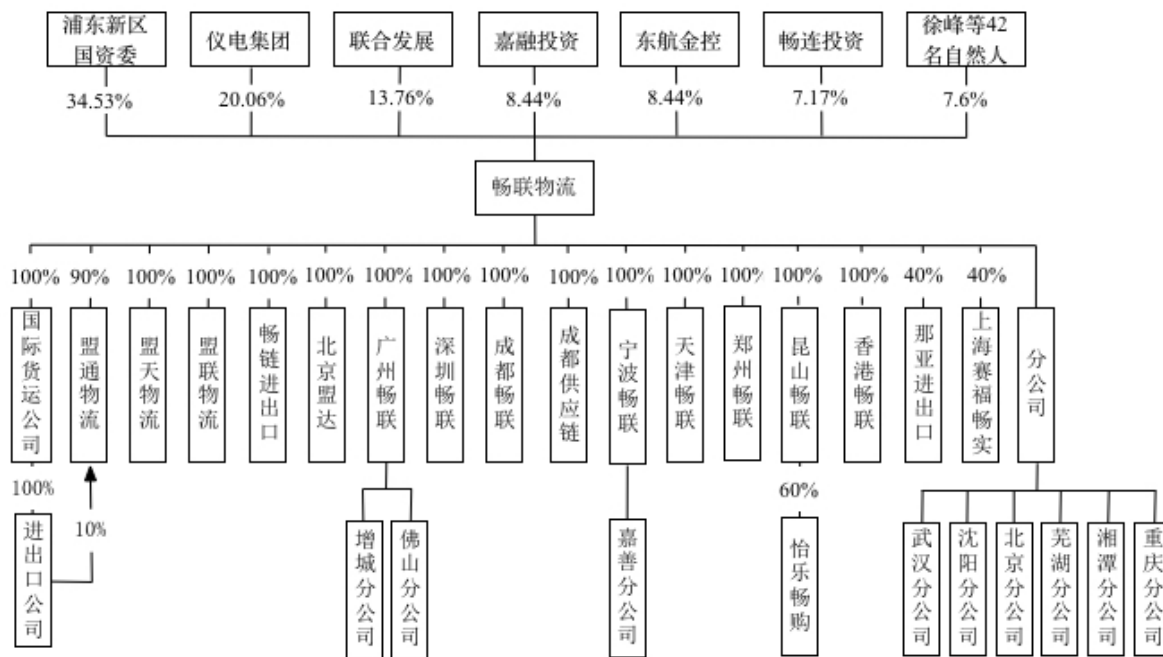 浦东新区
国资委
仪电集团
联合发展
嘉融投资
东航金控
畅连投资
徐峰等42
名自然人
34.53%
20.06%
13.76%
8.44%
8.44%
7.17%
7.6%
畅联物流
100%
90%
100%
100%
100%
100%
100%
100%
100%
100%
100%
100%
100%
100%
100%
40%
40%
国际货运公司
盟通物流
盟天物流
盟联物流
畅链进出口
北京盟达
广州畅联
深圳畅联
成都畅联
成都供应链
宁波畅联
天津畅联
郑州畅联
昆山畅联
香港畅联
那亚进出口
上海赛福畅实
分公司
100%
10%
60%
进出口公司
增城分公司
佛山分公司
嘉善分公司
怡乐畅购
武汉分公司
沈阳分公司
北京分公司
芜湖分公司
湘潭分公司
重庆分公司